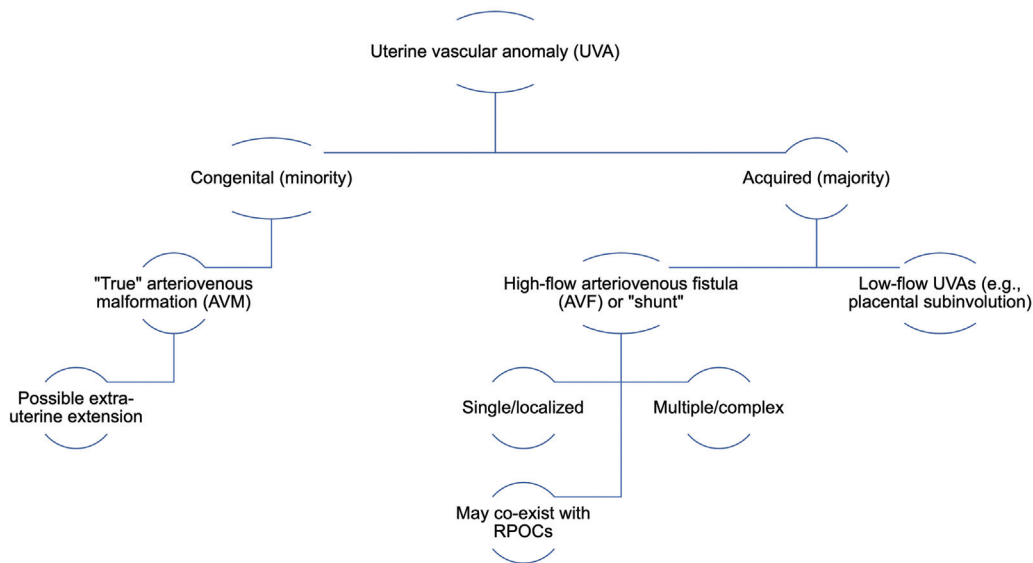 Uterine vascular anomaly (UVA)
Congenital (minority)
Acquired (majority)
"True" arteriovenous
malformation (AVM)
High-flow arteriovenous fistula
(AVF) or "shunt"
Low-flow UVAs (e.g.,
placental subinvolution)
Possible extra-
uterine extension
Single/localized
Multiple/complex
May co-exist with
RPOCs